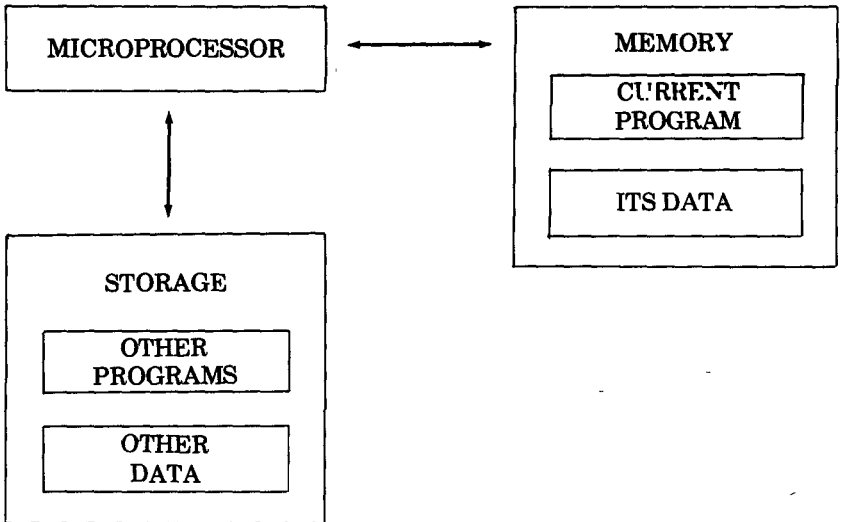 MICROPROCESSOR
MEMORY
CURRENT
PROGRAM
ITS DATA
STORAGE
OTHER
PROGRAMS
OTHER
DATA